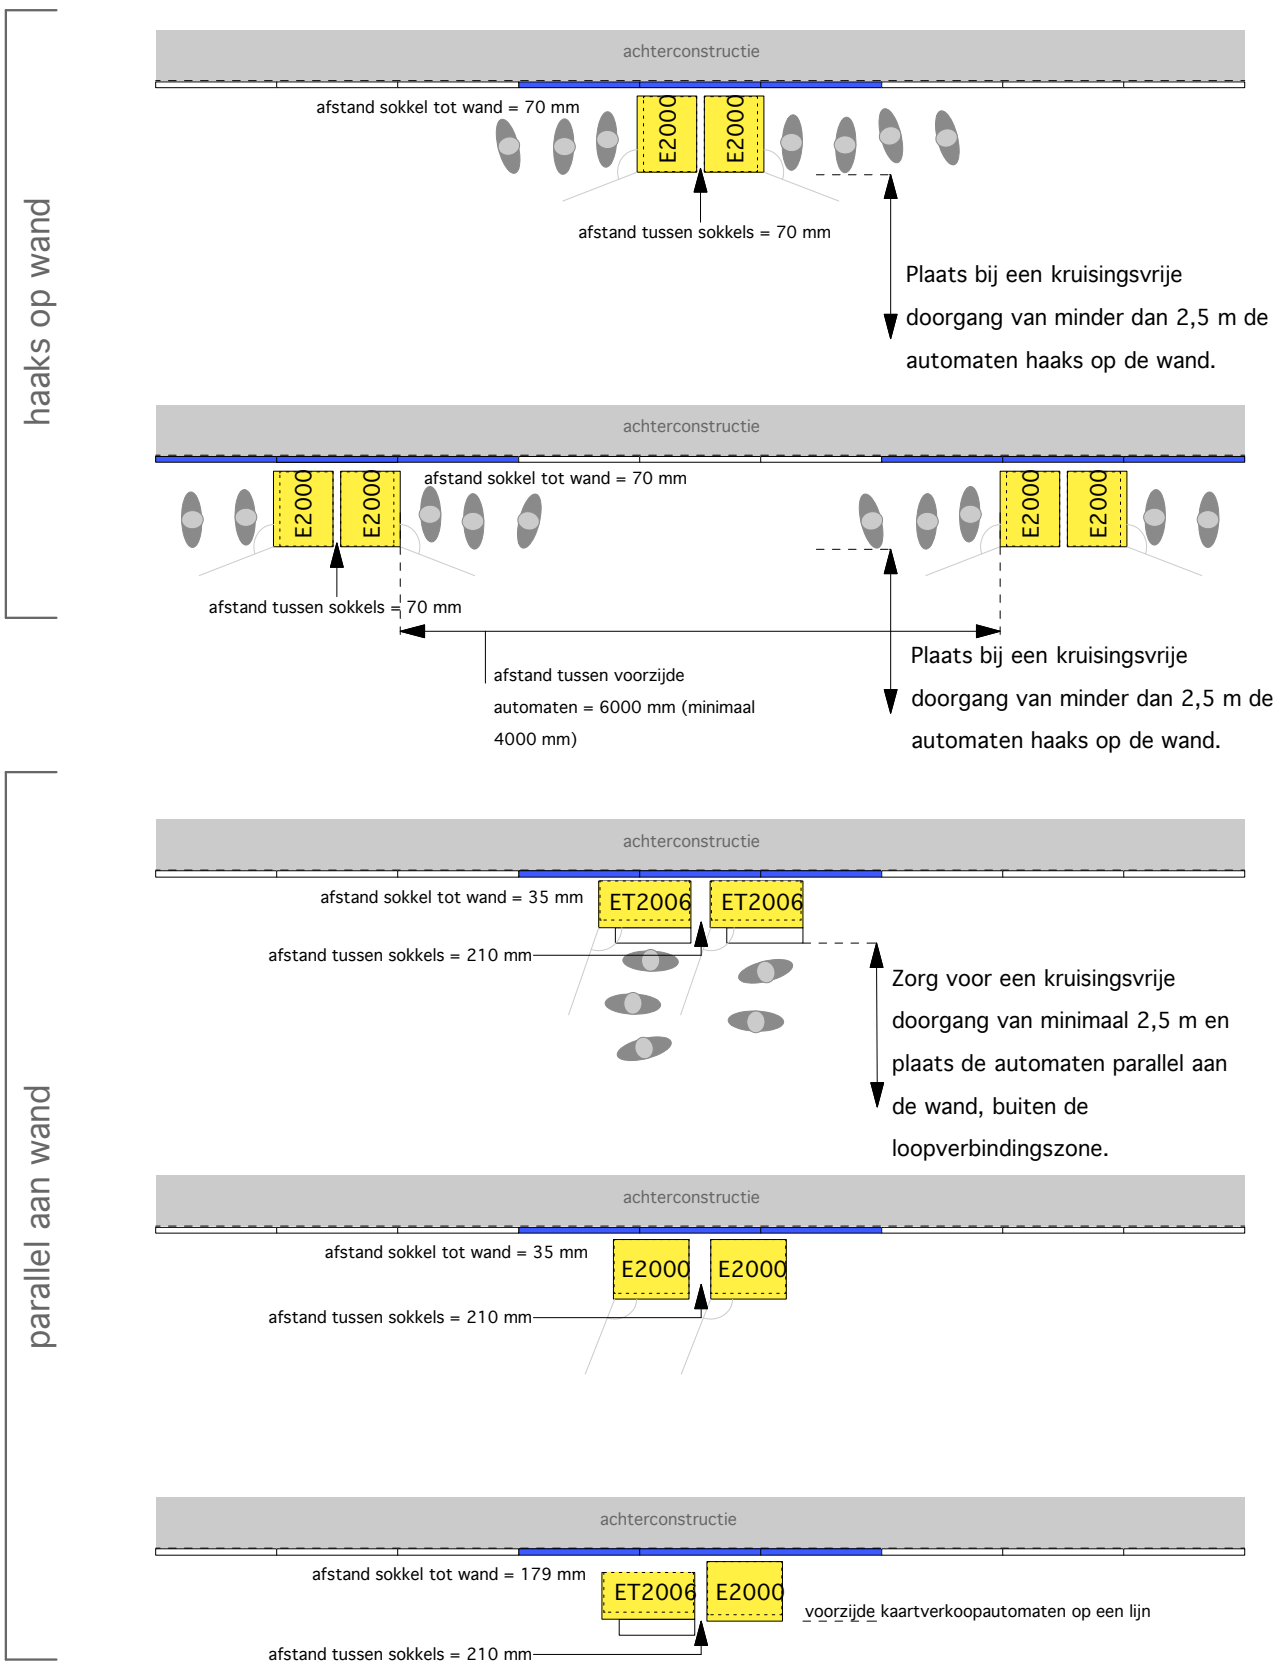 haaks op wand
achterconstructie
afstand sokkel tot wand = 70 mm
E2000
E2000
afstand tussen sokkels = 70 mm
Plaats bij een kruisingsvrije
doorgang van minder dan 2,5 m de
automaten haaks op de wand.
achterconstructie
afstand sokkel tot wand = 70 mm
E2000
E2000
E2000
E2000
afstand tussen sokkels = 70 mm
afstand tussen voorzijde
automaten = 6000 mm (minimaal
4000 mm)
Plaats bij een kruisingsvrije
doorgang van minder dan 2,5 m de
automaten haaks op de wand.
parallel aan wand
achterconstructie
afstand sokkel tot wand = 35 mm
ET2006
ET2006
afstand tussen sokkels = 210 mm
Zorg voor een kruisingsvrije
doorgang van minimaal 2,5 m en
plaats de automaten parallel aan
de wand, buiten de
loopverbindingszone.
achterconstructie
afstand sokkel tot wand = 35 mm
E2000
E2000
afstand tussen sokkels = 210 mm
achterconstructie
afstand sokkel tot wand = 179 mm
ET2006
E2000
voorzijde kaartverkoopautomaten op een lijn
afstand tussen sokkels = 210 mm